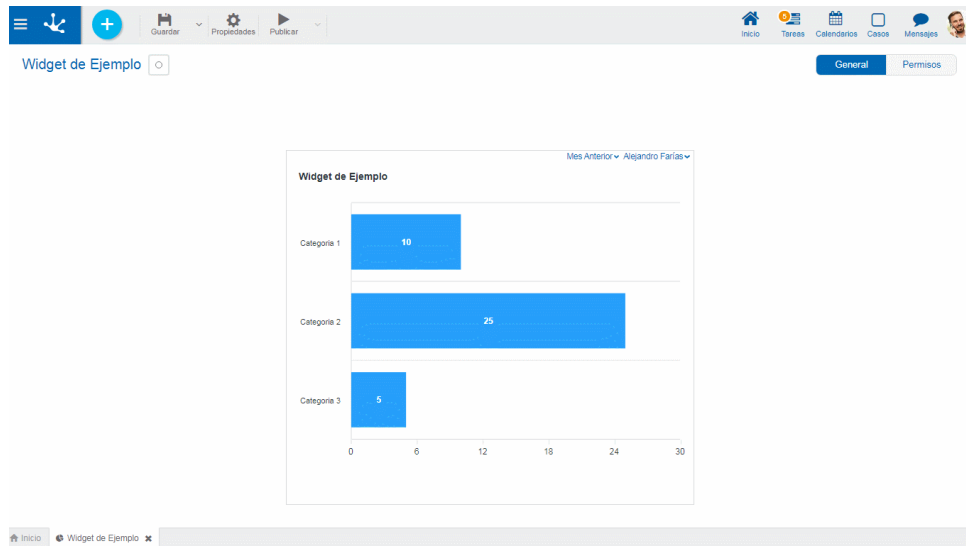 Guardar Propiedades Publicar Inicio Tareas Calendarios Casos Mensajes
Widget de Ejemplo General Permisos
Mes Anterior Alejandro Farías
Widget de Ejemplo
Categoria 1 10
Categoria 2 25
Categoria 3 5
0 6 12 18 24 30
Inicio Widget de Ejemplo